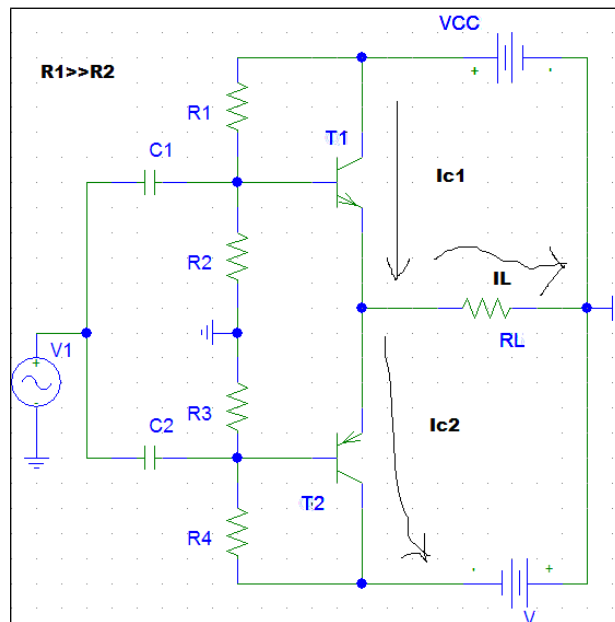 VCC
+
-
R1>>R2
R1
T1
C1
Ic1
R2
IL
RL
V1
+
-
R3
C2
Ic2
T2
R4
-
+
V